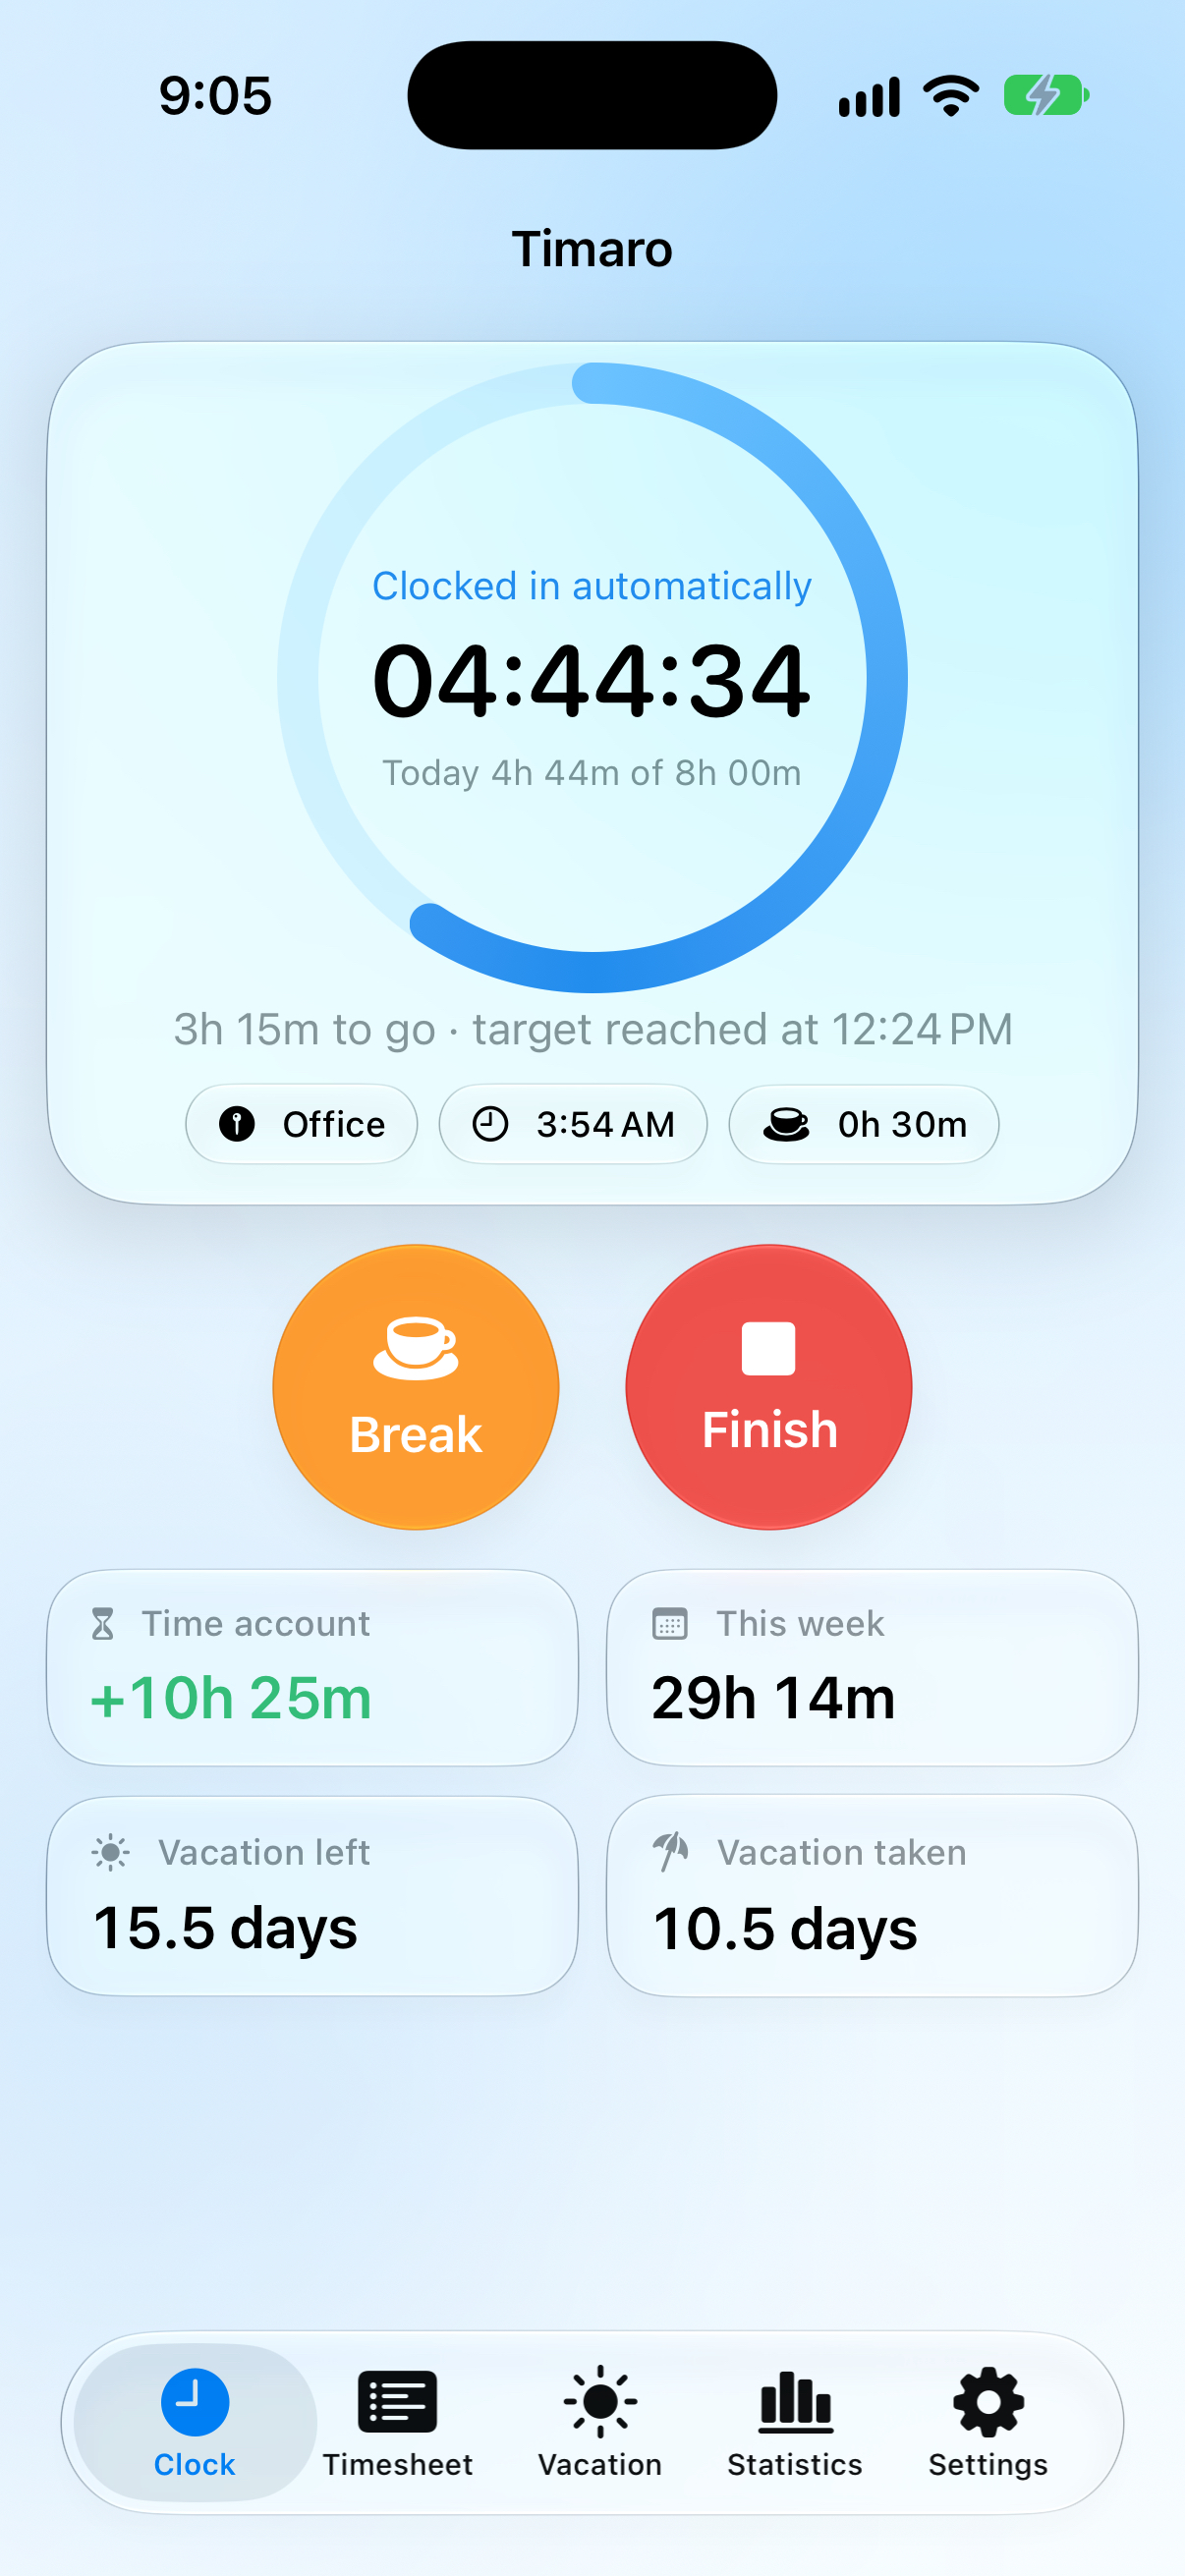 9:05
Timaro
Clocked in automatically
04:44:34
Today 4h 44m of 8h 00m
3h 15m to go · target reached at 12:24 PM
Office 3:54 AM 0h 30m
Break Finish
Time account This week
+10h 25m 29h 14m
Vacation left Vacation taken
15.5 days 10.5 days
Clock Timesheet Vacation Statistics Settings